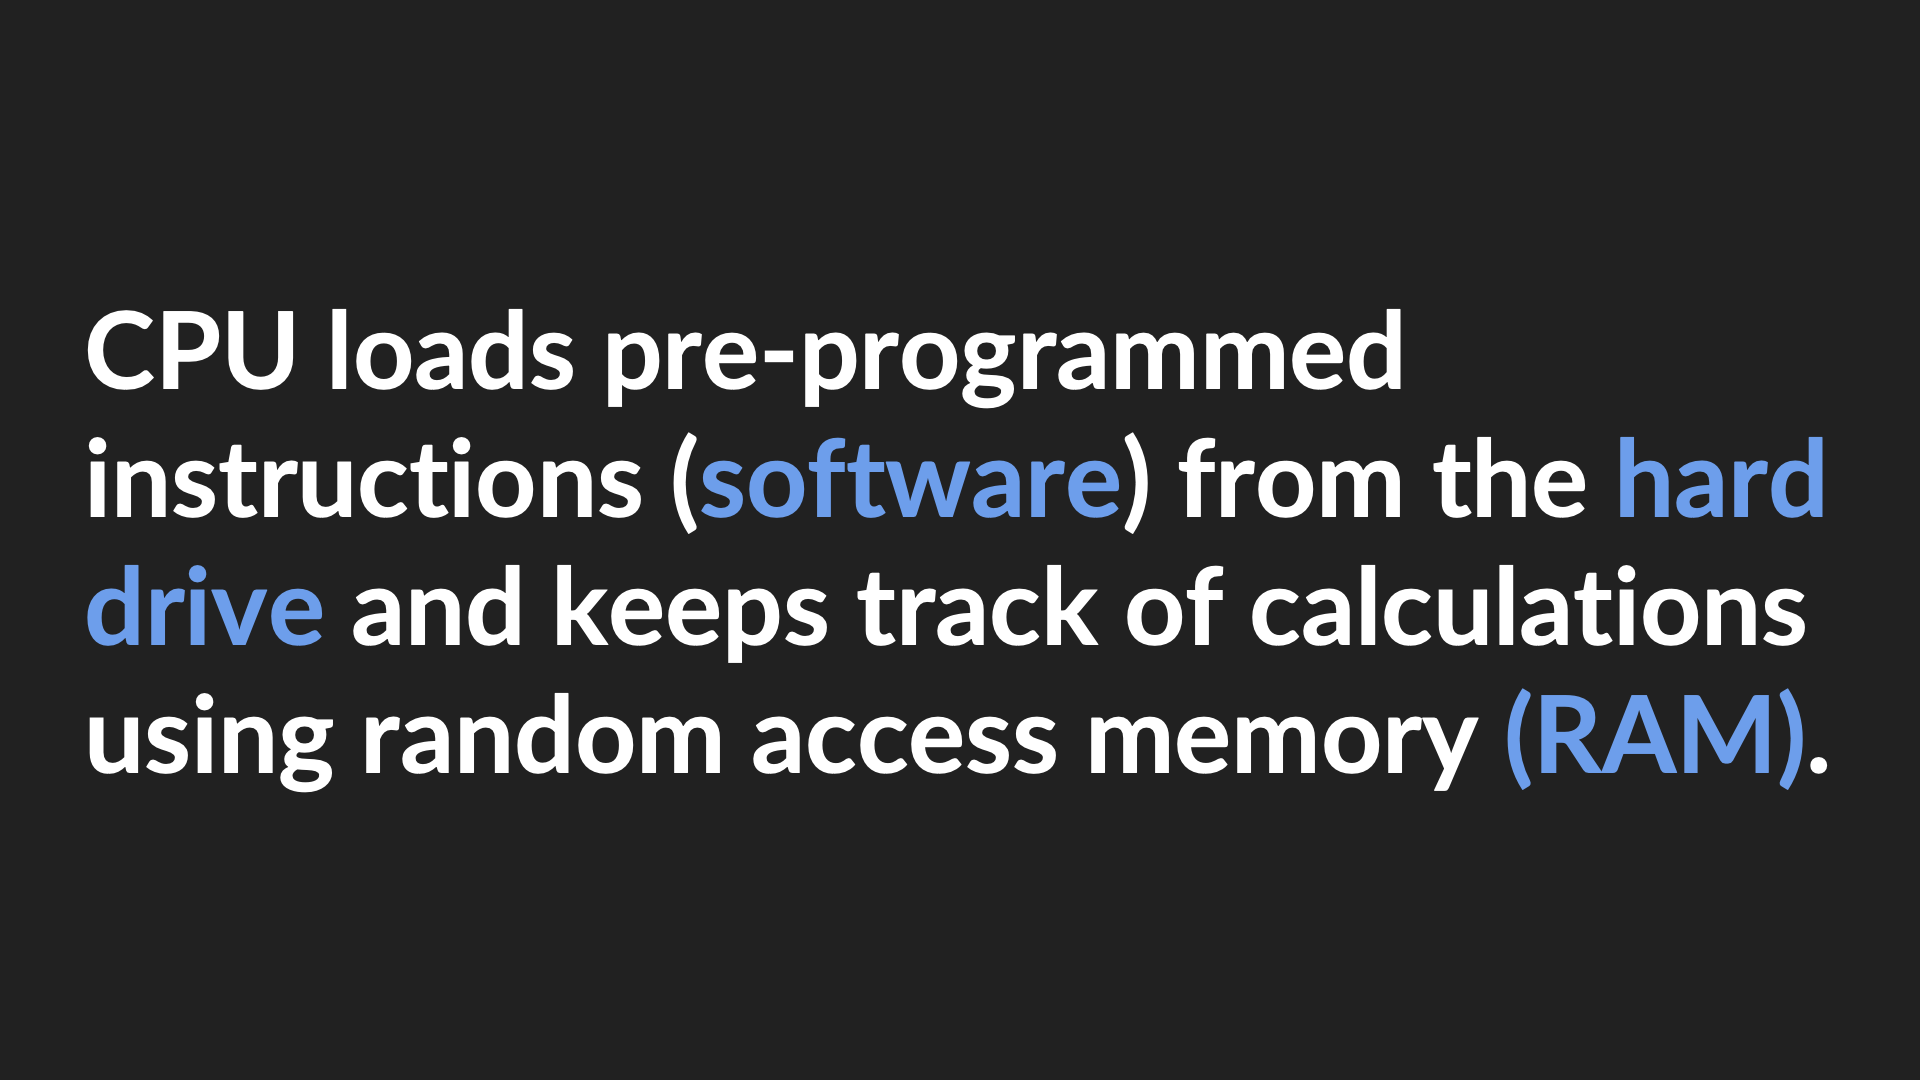 CPU loads pre-programmed
instructions (software) from the hard
drive and keeps track of calculations
using random access memory (RAM).